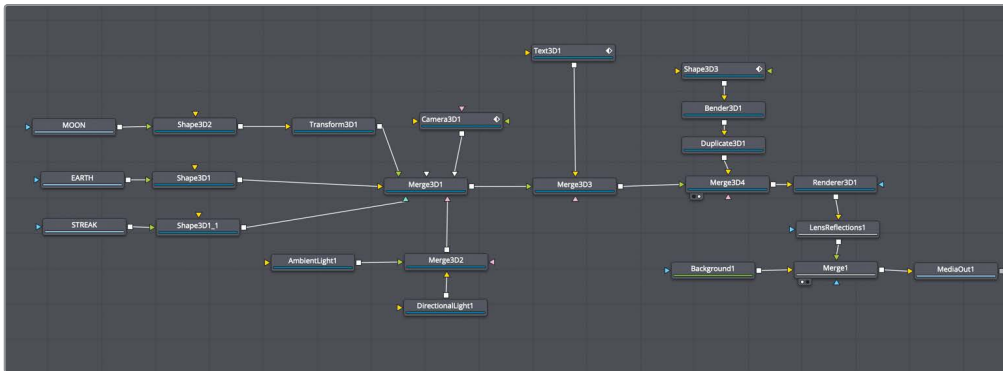 Text3D1
Shape3D3
Bender3D1
MOON
Shape3D2
Transform3D1
Camera3D1
Duplicate3D1
EARTH
Shape3D1
Merge3D1
Merge3D3
Merge3D4
Renderer3D1
STREAK
Shape3D1_1
LensReflections1
AmbientLight1
Merge3D2
Background1
Merge1
MediaOut1
DirectionalLight1